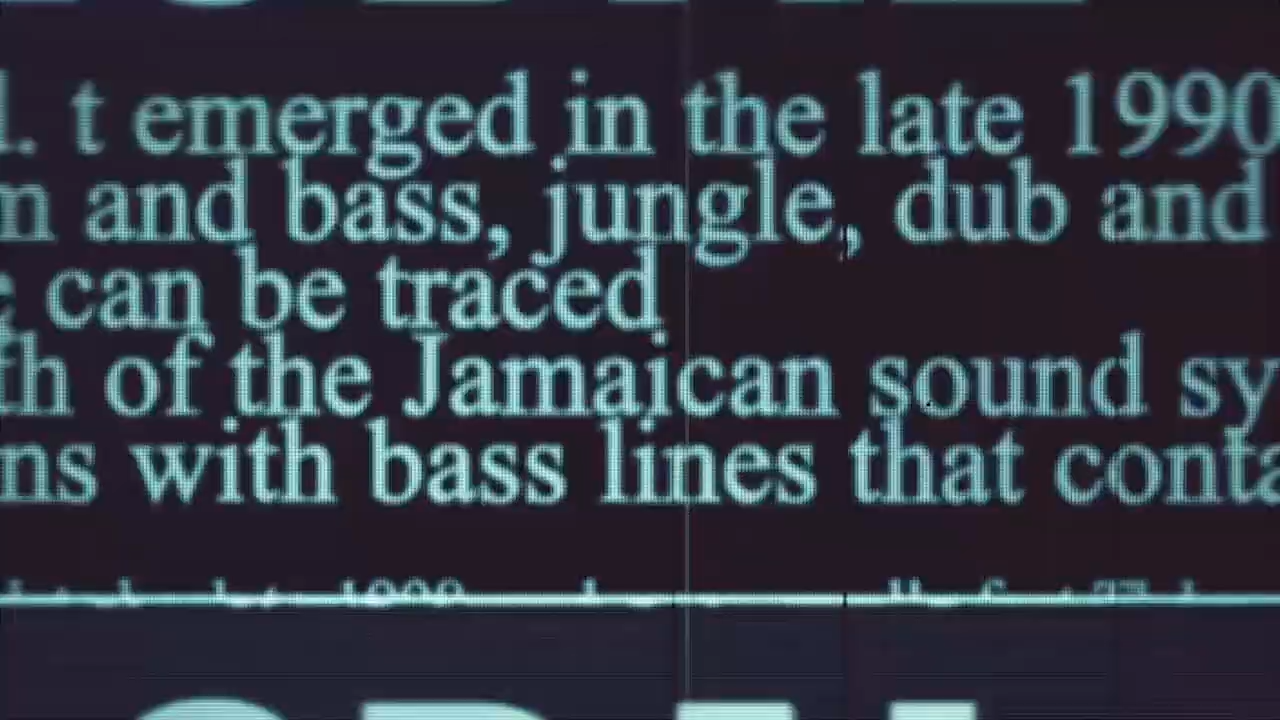 l. t emerged in the late 1990
m and bass, jungle, dub and
e can be traced
th of the Jamaican sound sy
ns with bass lines that conta